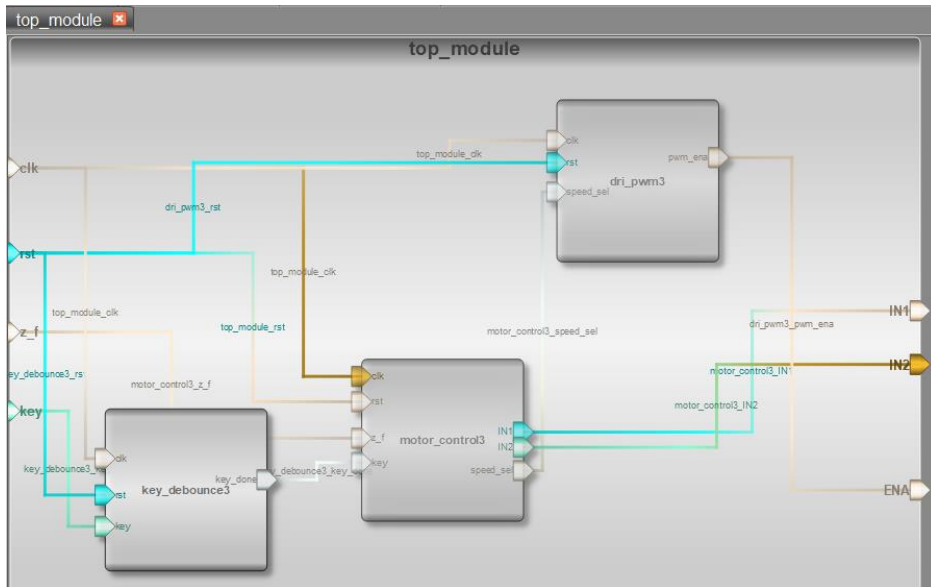 top_module
top_module
clk
rst
pwm_ena
dri_pwm3
speed_sel
top_module_clk
clk
dri_pwm3_rst
rst
top_module_clk
top_module_clk
z_f
top_module_rst
motor_control3_speed_sel
dri_pwm3_pwm_ena
IN1
IN2
motor_control3_IN1
motor_control3_z_f
key
motor_control3_IN2
clk
rst
z_f
key
motor_control3
IN1
IN2
speed_sel
clk
rst
key
key_debounce3
key_done
ENA